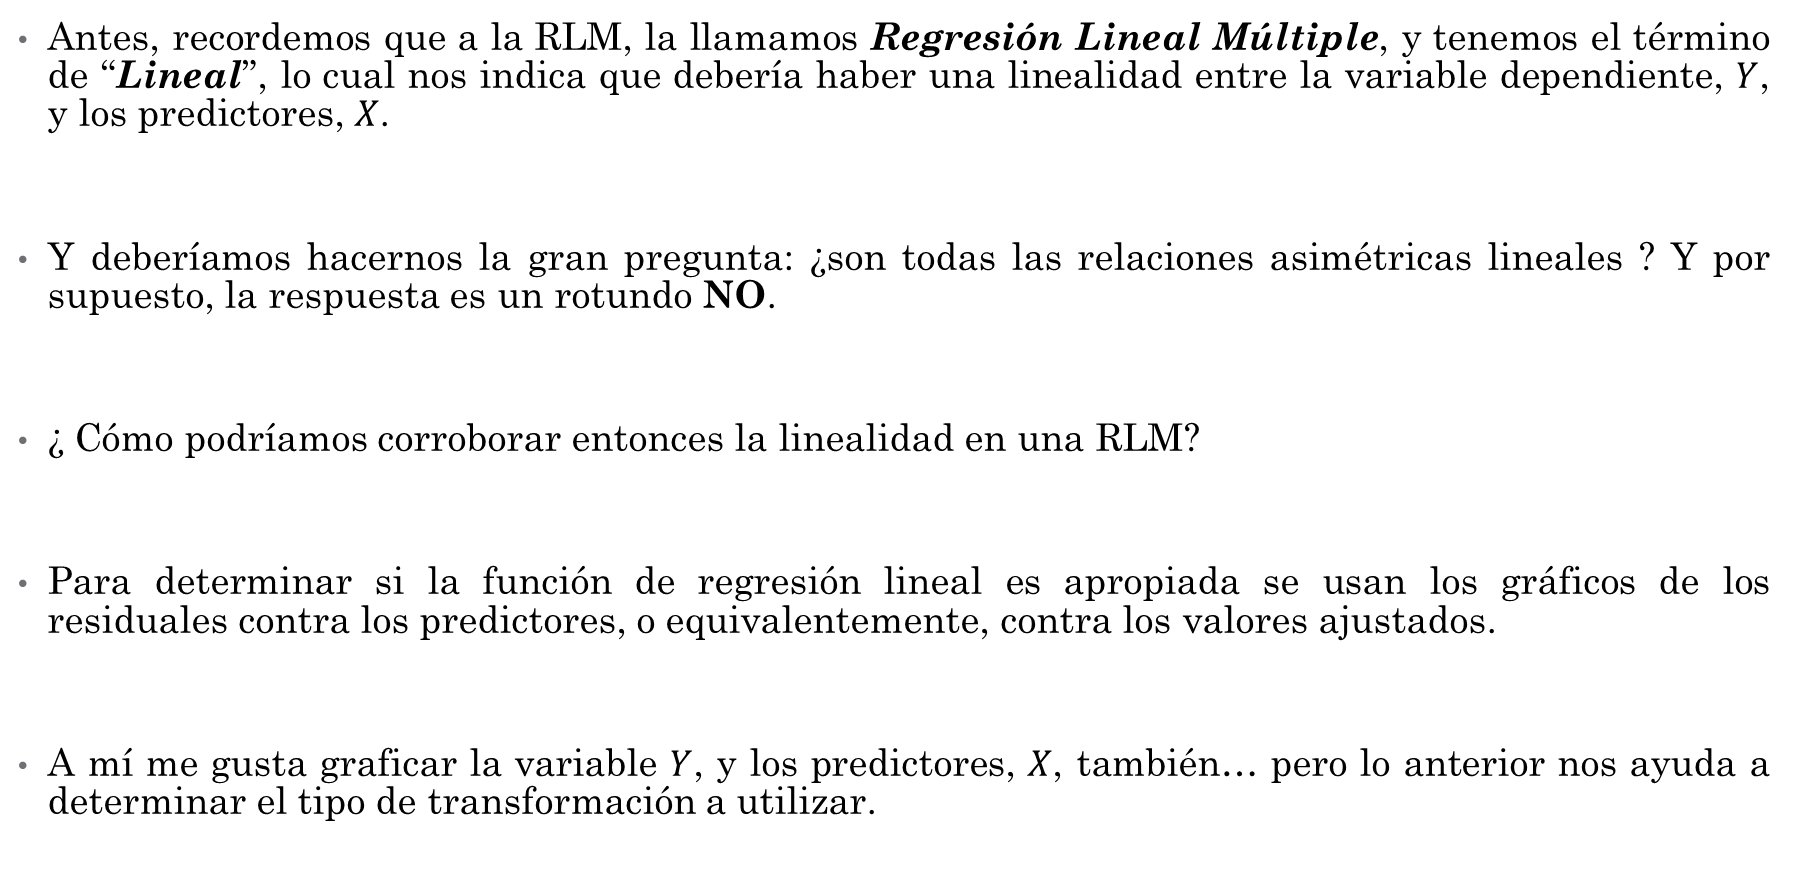 • Antes, recordemos que a la RLM, la llamamos Regresión Lineal Múltiple, y tenemos el término
de “Lineal”, lo cual nos indica que debería haber una linealidad entre la variable dependiente, Y,
y los predictores, X.
• Y deberíamos hacernos la gran pregunta: ¿son todas las relaciones asimétricas lineales ? Y por
supuesto, la respuesta es un rotundo NO.
• ¿ Cómo podríamos corroborar entonces la linealidad en una RLM?
• Para determinar si la función de regresión lineal es apropiada se usan los gráficos de los
residuales contra los predictores, o equivalentemente, contra los valores ajustados.
• A mí me gusta graficar la variable Y, y los predictores, X, también… pero lo anterior nos ayuda a
determinar el tipo de transformación a utilizar.